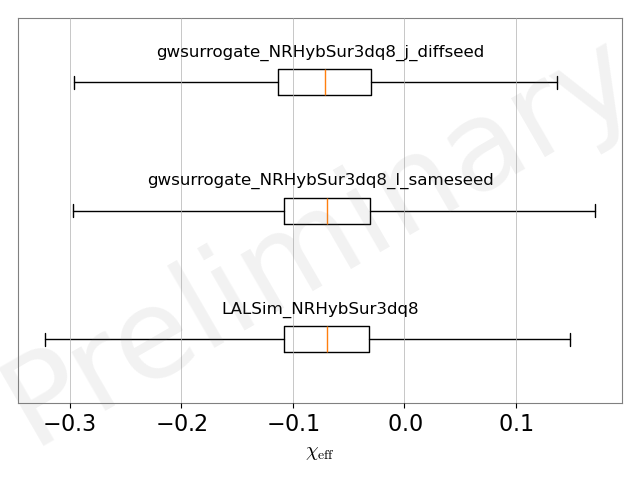 gwsurrogate_NRHybSur3dq8_j_diffseed
gwsurrogate_NRHybSur3dq8_l_sameseed
LALSim_NRHybSur3dq8
Preliminary
−0.3 −0.2 −0.1 0.0 0.1
χeff